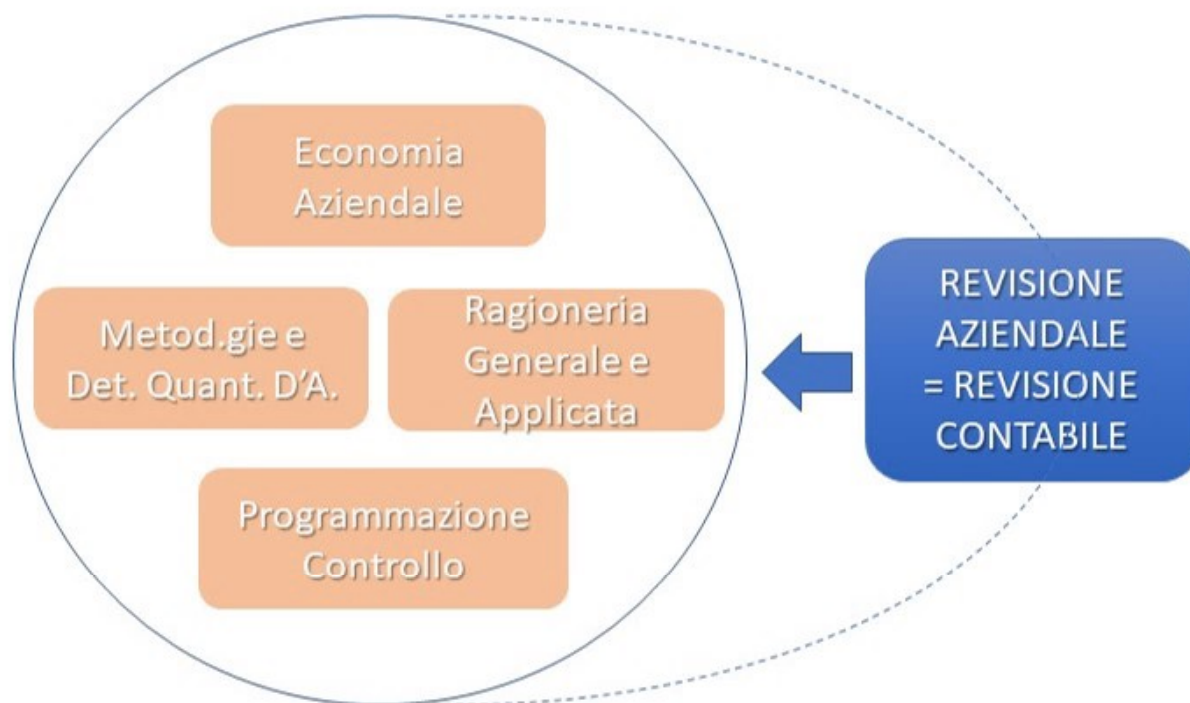 Economia
Aziendale
Metod.gie e
Det. Quant. D'A.
Ragioneria
Generale e
Applicata
Programmazione
Controllo
REVISIONE
AZIENDALE
= REVISIONE
CONTABILE